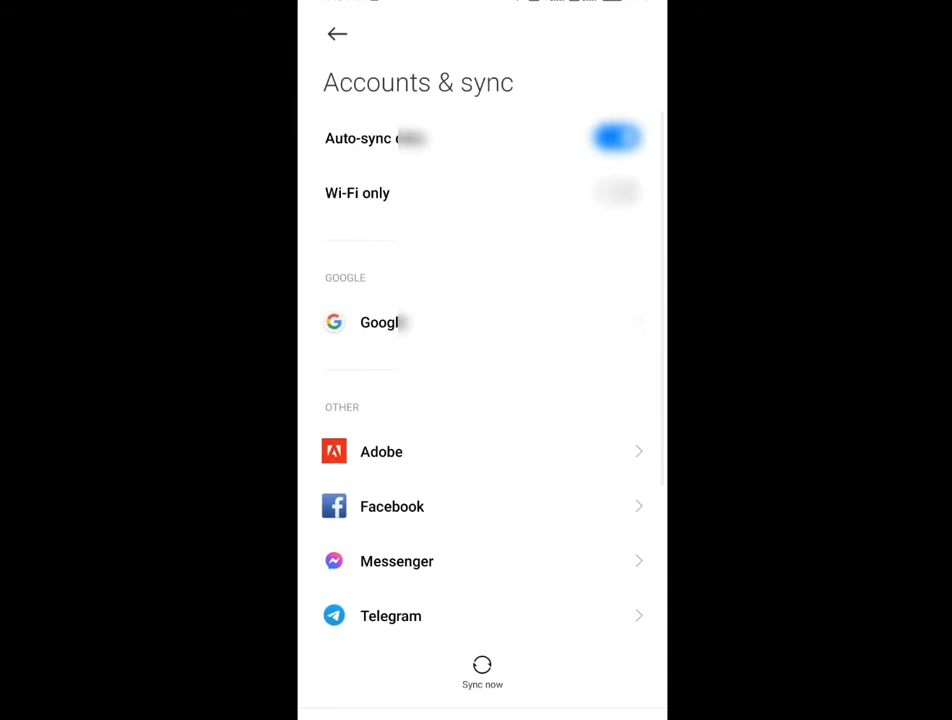 Accounts & sync
Auto-sync
Wi-Fi only
GOOGLE
OTHER
Adobe
Facebook
Messenger
Telegram
Sync now